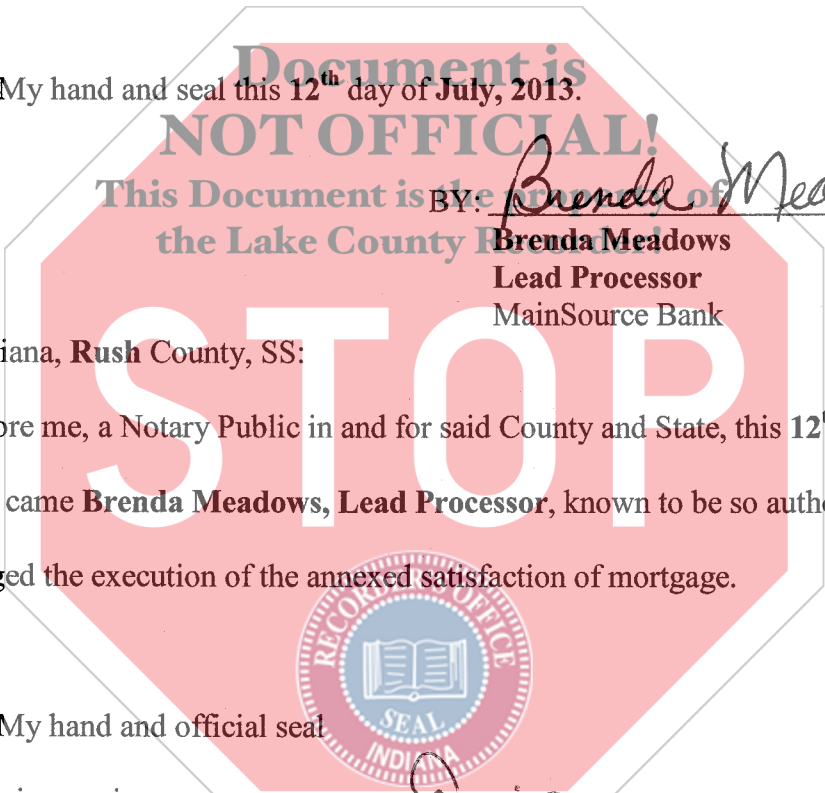 Document is
My hand and seal this 12th day of July, 2013.
NOT OFFICIAL!
This Document is the property of
BY: Brenda
the Lake County Recorder!
Brenda Meadows
Lead Processor
MainSource Bank
iana, Rush County, SS:
STOP
ore me, a Notary Public in and for said County and State, this 12
came Brenda Meadows, Lead Processor, known to be so autho
ged the execution of the annexed satisfaction of mortgage.
RECORDER'S OFFICE
SEAL
INDIANA
My hand and official seal